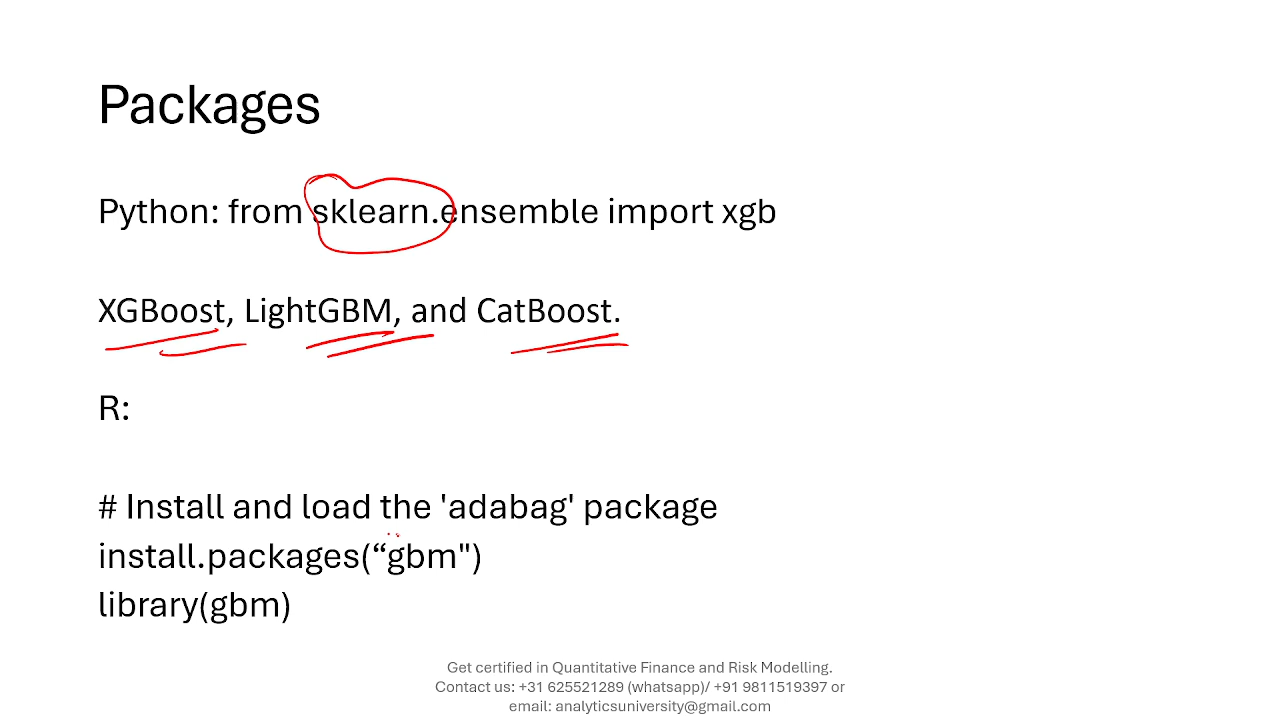 Packages
Python: from sklearn.ensemble import xgb
XGBoost, LightGBM, and CatBoost.
R:
# Install and load the 'adabag' package
install.packages(“gbm")
library(gbm)
Get certified in Quantitative Finance and Risk Modelling.
Contact us: +31 625521289 (whatsapp)/ +91 9811519397 or
email: analyticsuniversity@gmail.com